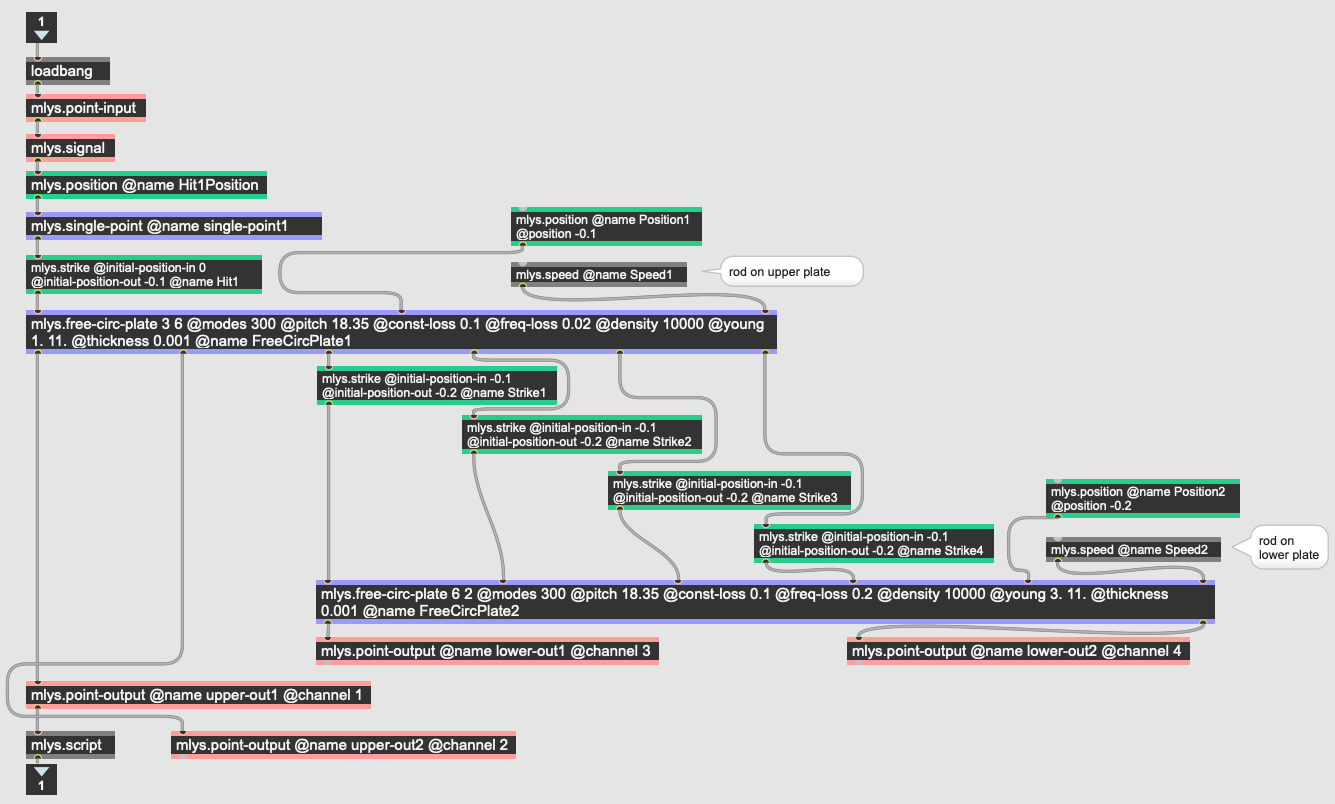 1
loadbang
mlys.point-input
mlys.signal
mlys.position @name Hit1Position
mlys.single-point @name single-point1
mlys.strike @initial-position-in 0
@initial-position-out -0.1 @name Hit1
mlys.position @name Position1
@position -0.1
mlys.speed @name Speed1
rod on upper plate
mlys.free-circ-plate 3 6 @modes 300 @pitch 18.35 @const-loss 0.1 @freq-loss 0.02 @density 10000 @young
1. 11. @thickness 0.001 @name FreeCircPlate1
mlys.strike @initial-position-in -0.1
@initial-position-out -0.2 @name Strike1
mlys.strike @initial-position-in -0.1
@initial-position-out -0.2 @name Strike2
mlys.strike @initial-position-in -0.1
@initial-position-out -0.2 @name Strike3
mlys.strike @initial-position-in -0.1
@initial-position-out -0.2 @name Strike4
mlys.position @name Position2
@position -0.2
mlys.speed @name Speed2
rod on
lower plate
mlys.free-circ-plate 6 2 @modes 300 @pitch 18.35 @const-loss 0.1 @freq-loss 0.2 @density 10000 @young 3. 11. @thickness
0.001 @name FreeCircPlate2
mlys.point-output @name lower-out1 @channel 3
mlys.point-output @name lower-out2 @channel 4
mlys.point-output @name upper-out1 @channel 1
mlys.script
mlys.point-output @name upper-out2 @channel 2
1